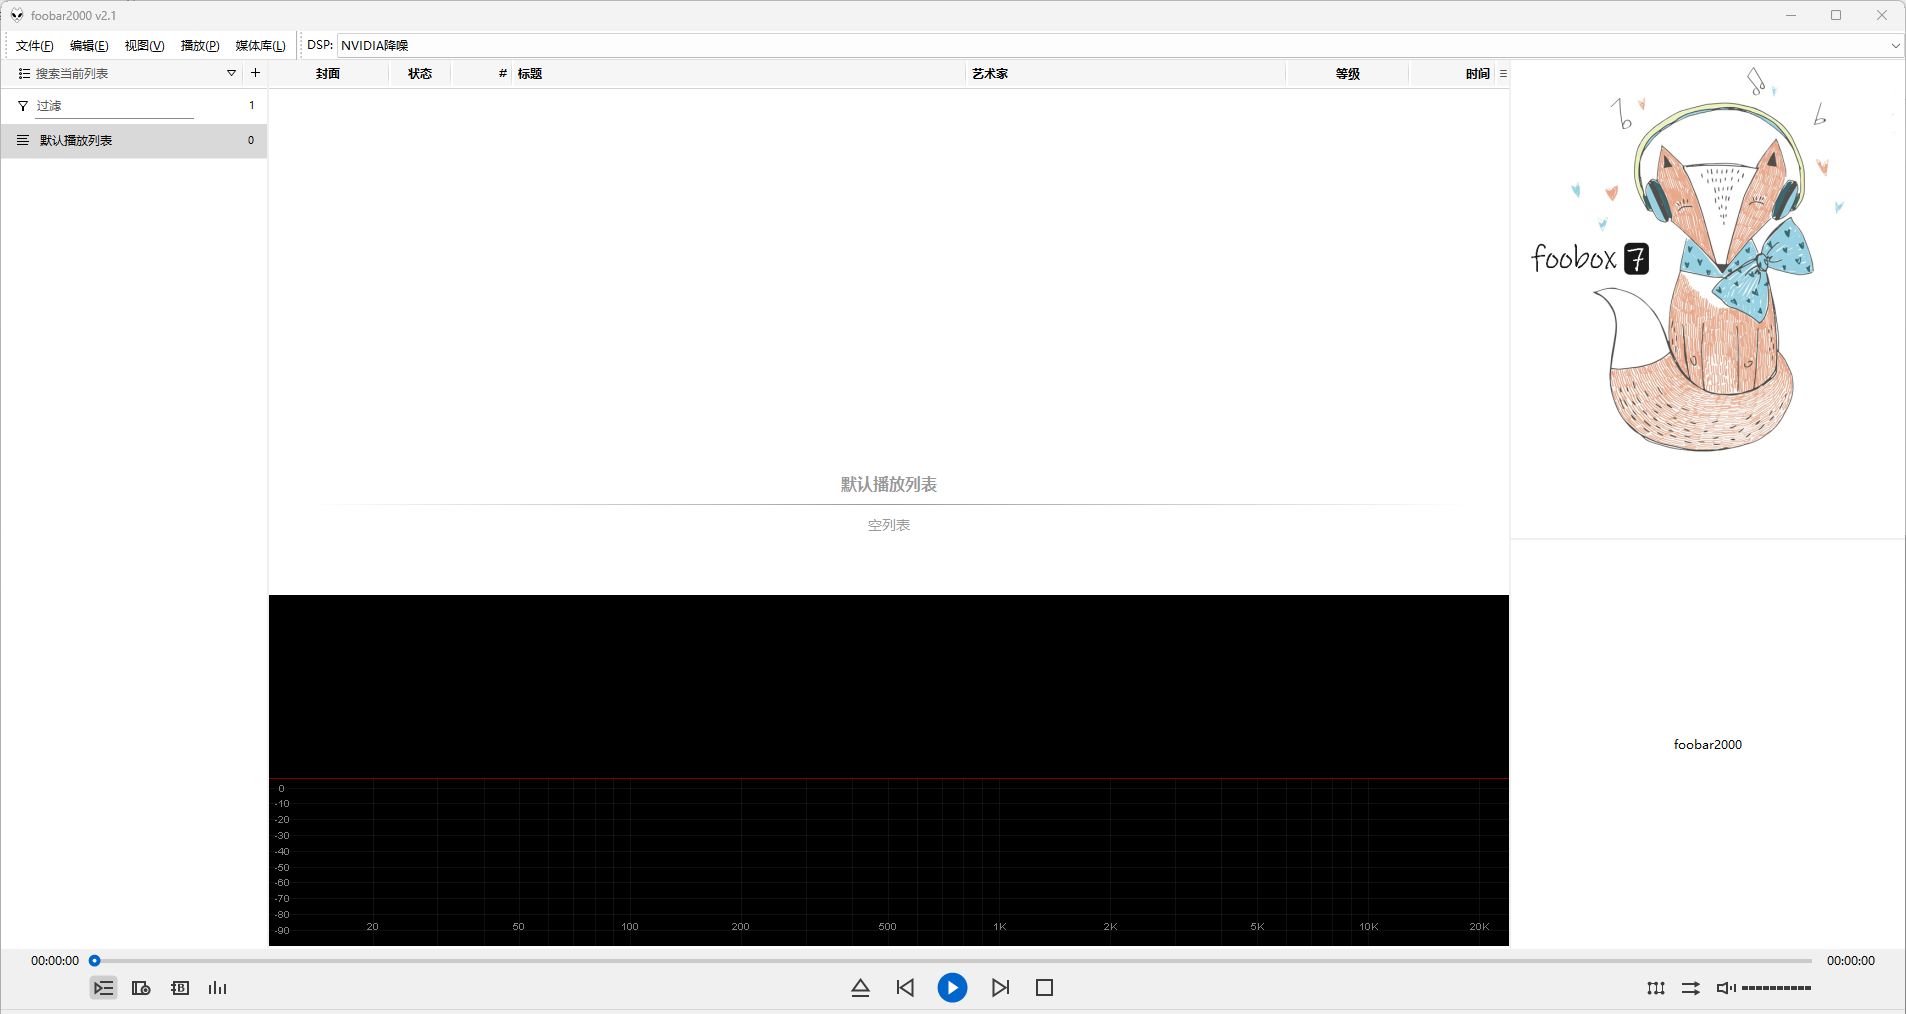 foobar2000 v2.1
文件(F) 编辑(E) 视图(V) 播放(P) 媒体库(L) DSP: NVIDIA降噪
搜索当前列表
封面 状态 # 标题 艺术家 等级 时间
过滤 1
默认播放列表 0
foobox 7
默认播放列表
空列表
foobar2000
0
-10
-20
-30
-40
-50
-60
-70
-80
-90
20 50 100 200 500 1K 2K 5K 10K 20K
00:00:00 00:00:00